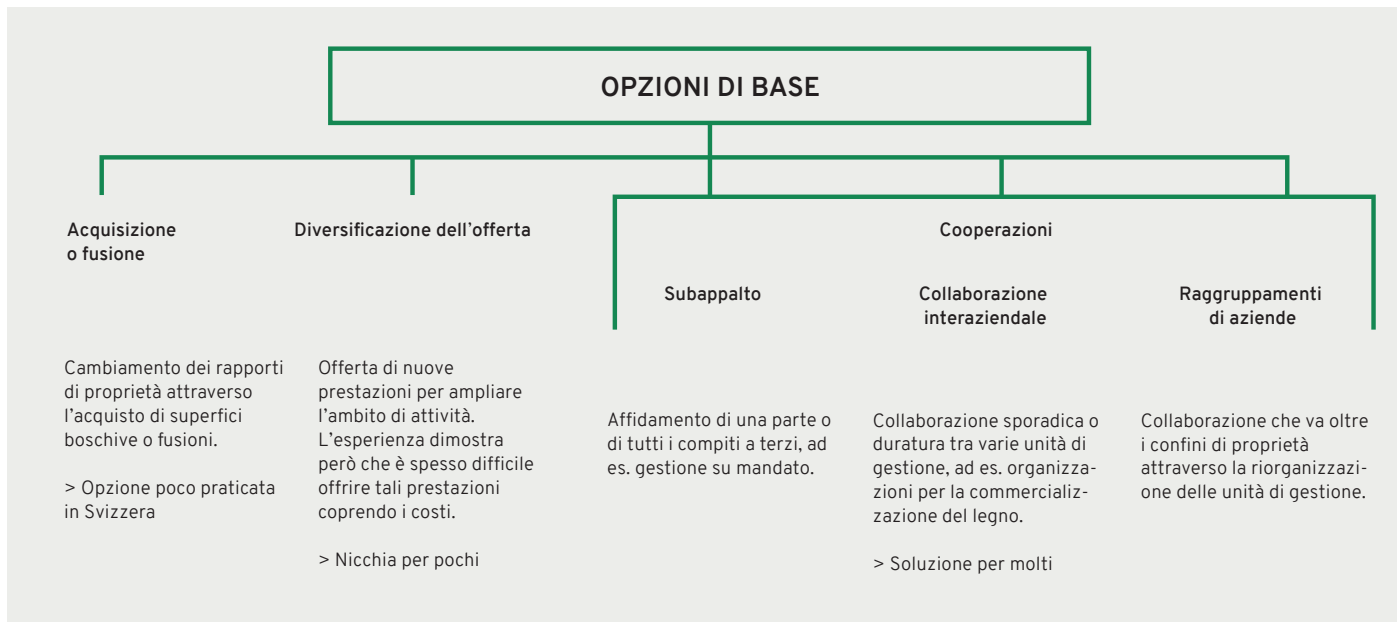 OPZIONI DI BASE
Acquisizione
o fusione
Diversificazione dell'offerta
Cooperazioni
Subappalto
Collaborazione
interaziendale
Raggruppamenti
di aziende
Cambiamento dei rapporti
di proprietà attraverso
l'acquisto di superfici
boschive o fusioni.
> Opzione poco praticata
in Svizzera
Offerta di nuove
prestazioni per ampliare
l'ambito di attività.
L'esperienza dimostra
però che è spesso difficile
offrire tali prestazioni
coprendo i costi.
> Nicchia per pochi
Affidamento di una parte o
di tutti i compiti a terzi, ad
es. gestione su mandato.
Collaborazione sporadica o
duratura tra varie unità di
gestione, ad es. organizza-
zioni per la commercializ-
zazione del legno.
> Soluzione per molti
Collaborazione che va oltre
i confini di proprietà
attraverso la riorganizzazi-
one delle unità di gestione.